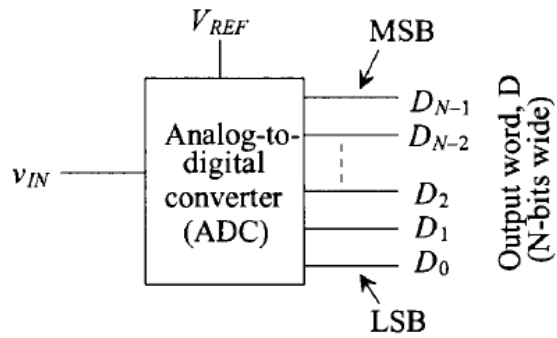 V_REF
MSB
Analog-to-
digital
converter
(ADC)
v_IN
D_N–1
D_N–2
D_2
D_1
D_0
LSB
Output word, D
(N-bits wide)